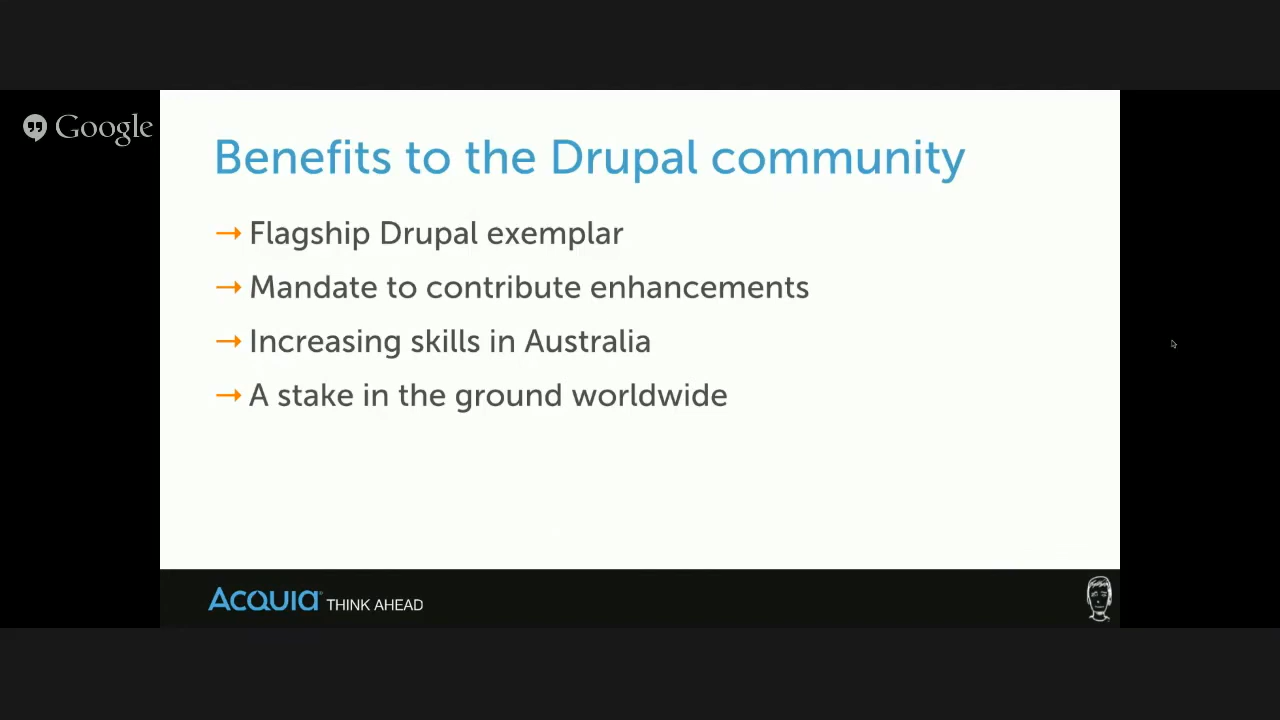 Google
Benefits to the Drupal community
→ Flagship Drupal exemplar
→ Mandate to contribute enhancements
→ Increasing skills in Australia
→ A stake in the ground worldwide
ACQUIA® THINK AHEAD